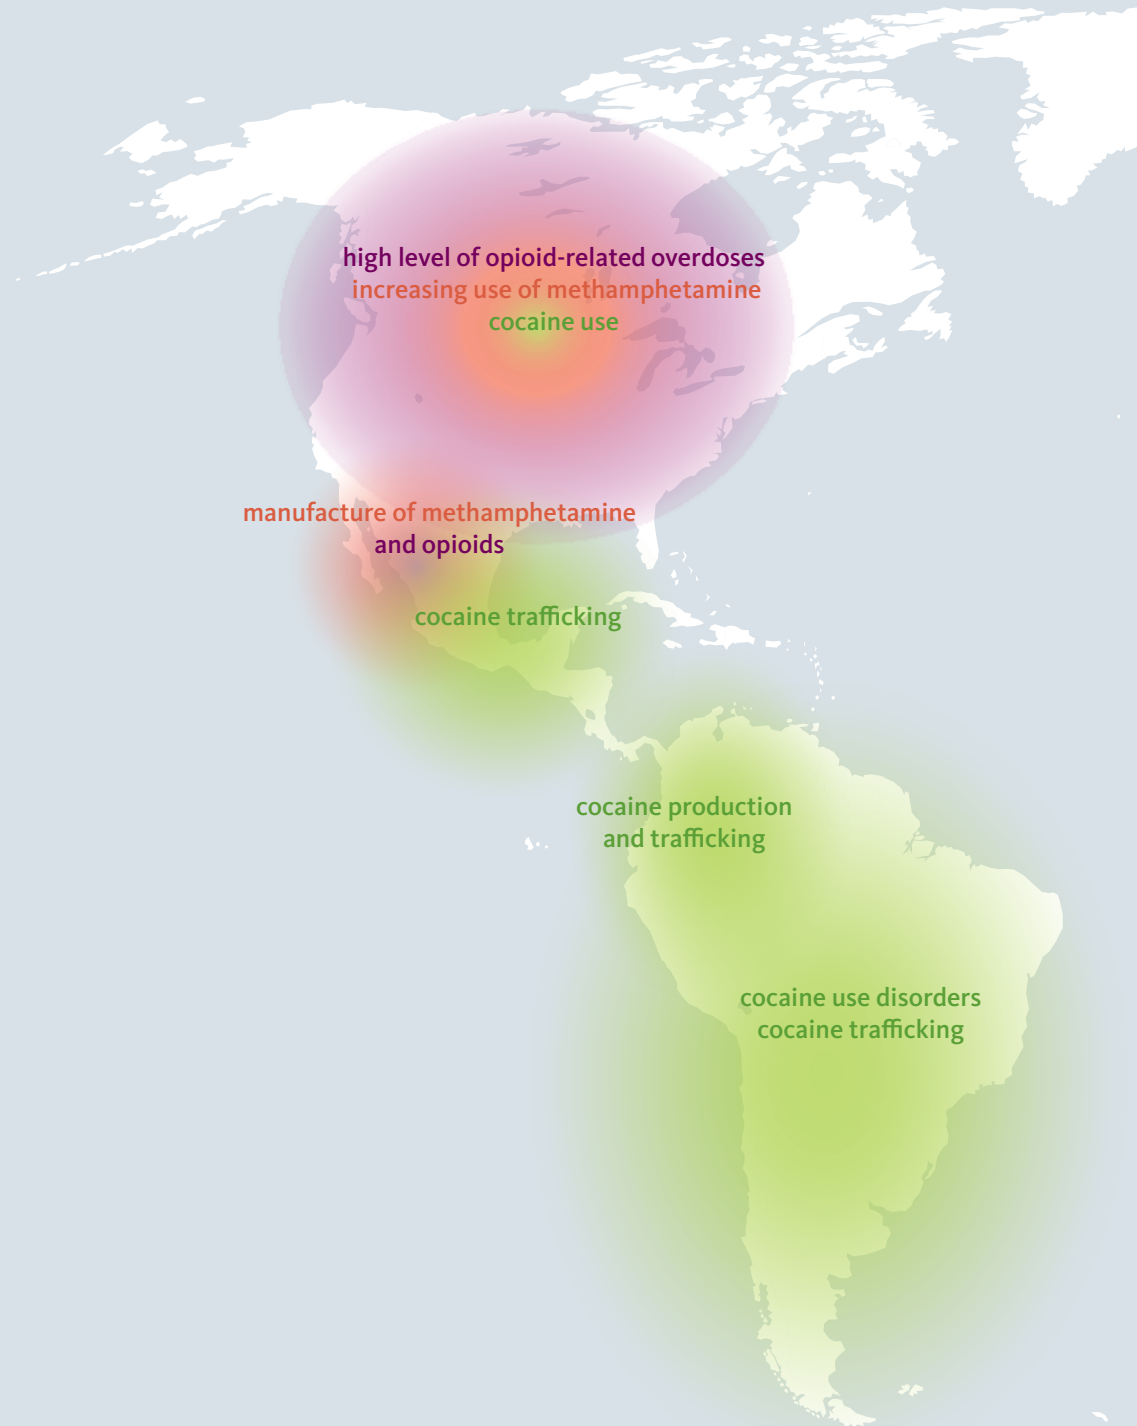 high level of opioid-related overdoses
increasing use of methamphetamine
cocaine use
manufacture of methamphetamine
and opioids
cocaine trafficking
cocaine production
and trafficking
cocaine use disorders
cocaine trafficking